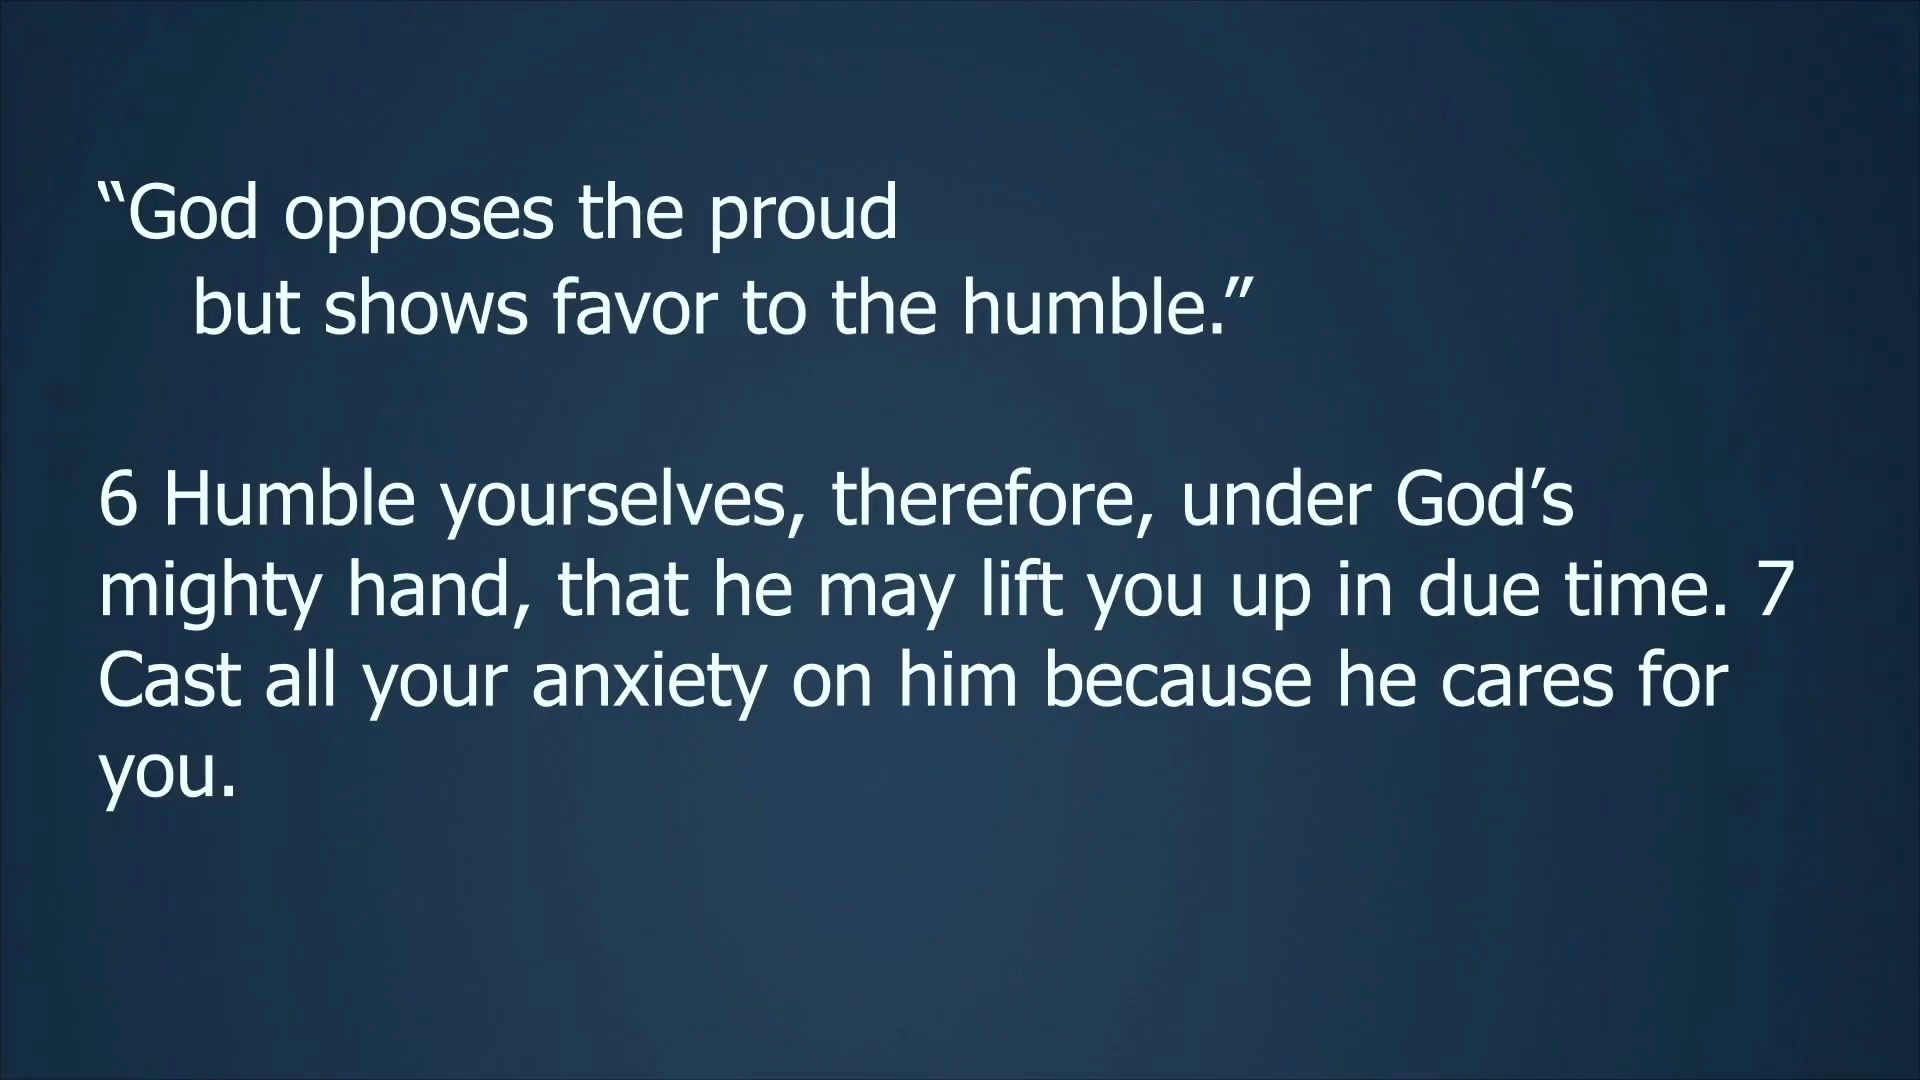 “God opposes the proud
but shows favor to the humble.”
6 Humble yourselves, therefore, under God’s
mighty hand, that he may lift you up in due time. 7
Cast all your anxiety on him because he cares for
you.